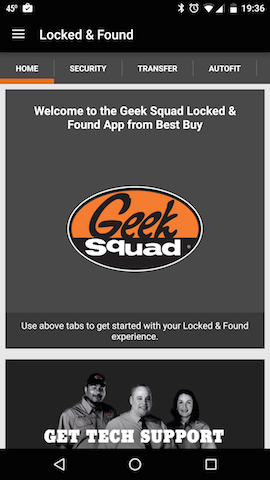 45° 19:36
Locked & Found
HOME SECURITY TRANSFER AUTOFIT
Welcome to the Geek Squad Locked &
Found App from Best Buy
Geek
Squad
Use above tabs to get started with your Locked & Found
experience.
GET TECH SUPPORT